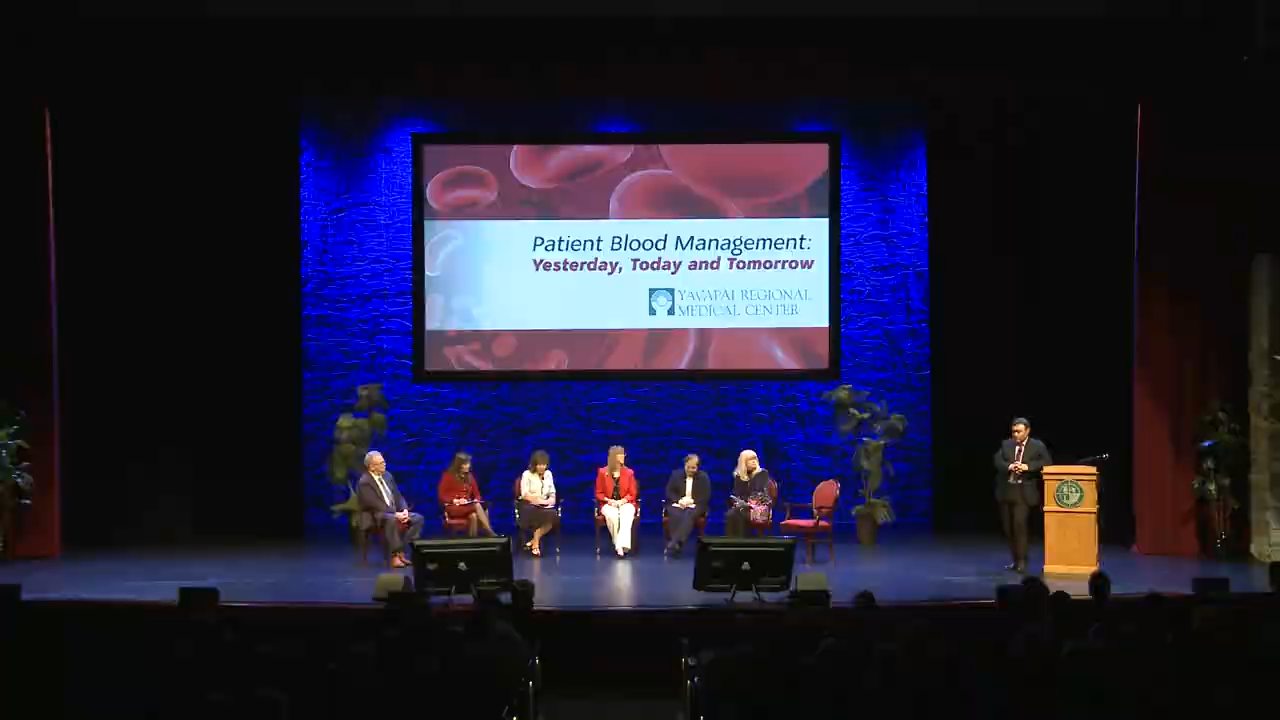 Patient Blood Management:
Yesterday, Today and Tomorrow
YAVAPAI REGIONAL
MEDICAL CENTER